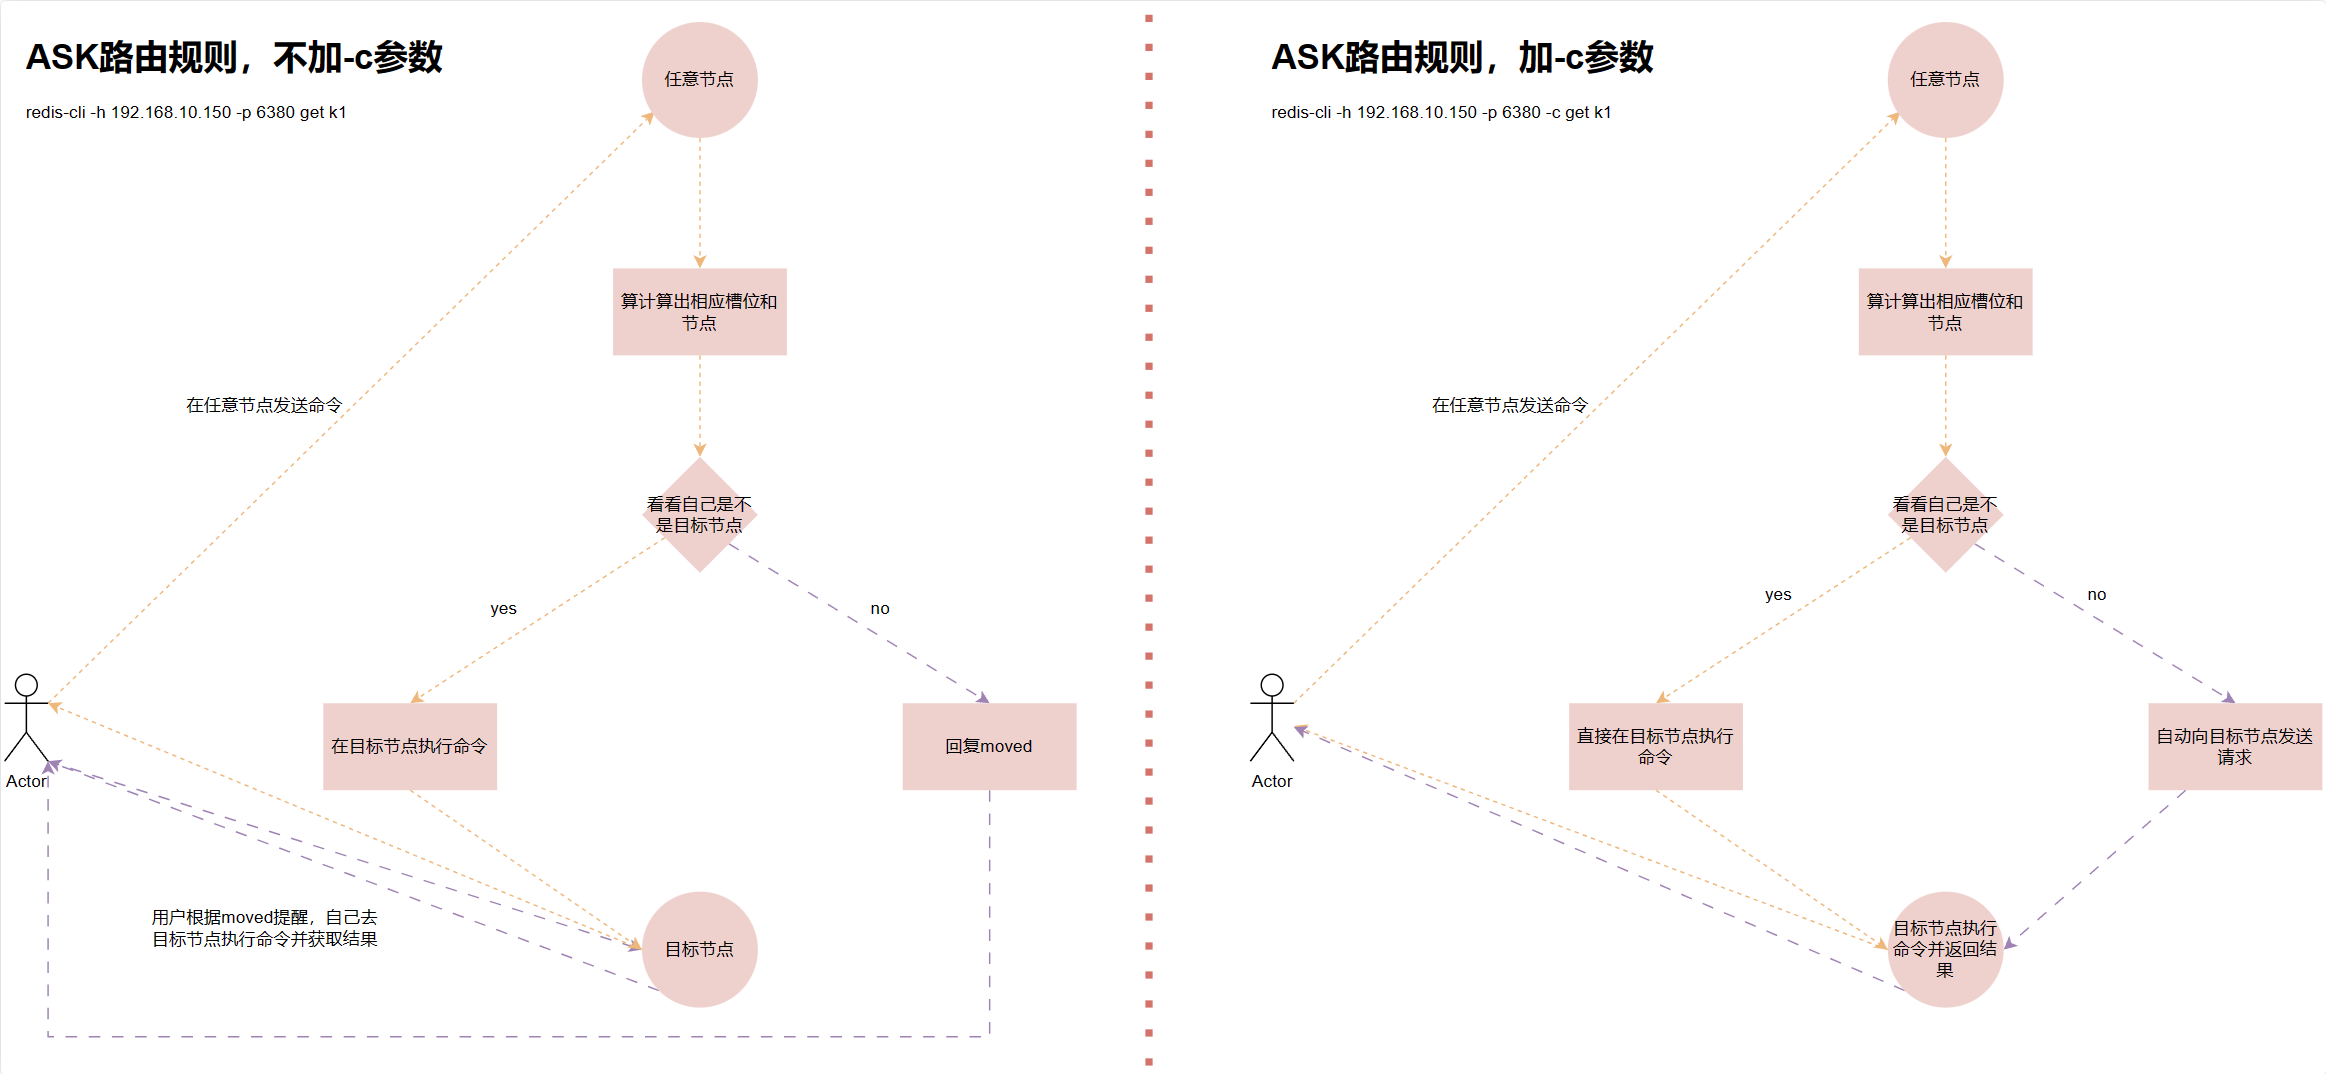 ASK路由规则，不加-c参数
redis-cli -h 192.168.10.150 -p 6380 get k1
任意节点
算计算出相应槽位和
节点
在任意节点发送命令
看看自己是不
是目标节点
yes
no
在目标节点执行命令
回复moved
Actor
用户根据moved提醒，自己去
目标节点执行命令并获取结果
目标节点
ASK路由规则，加-c参数
redis-cli -h 192.168.10.150 -p 6380 -c get k1
任意节点
算计算出相应槽位和
节点
在任意节点发送命令
看看自己是不
是目标节点
yes
no
直接在目标节点执行
命令
自动向目标节点发送
请求
Actor
目标节点执行
命令并返回结
果